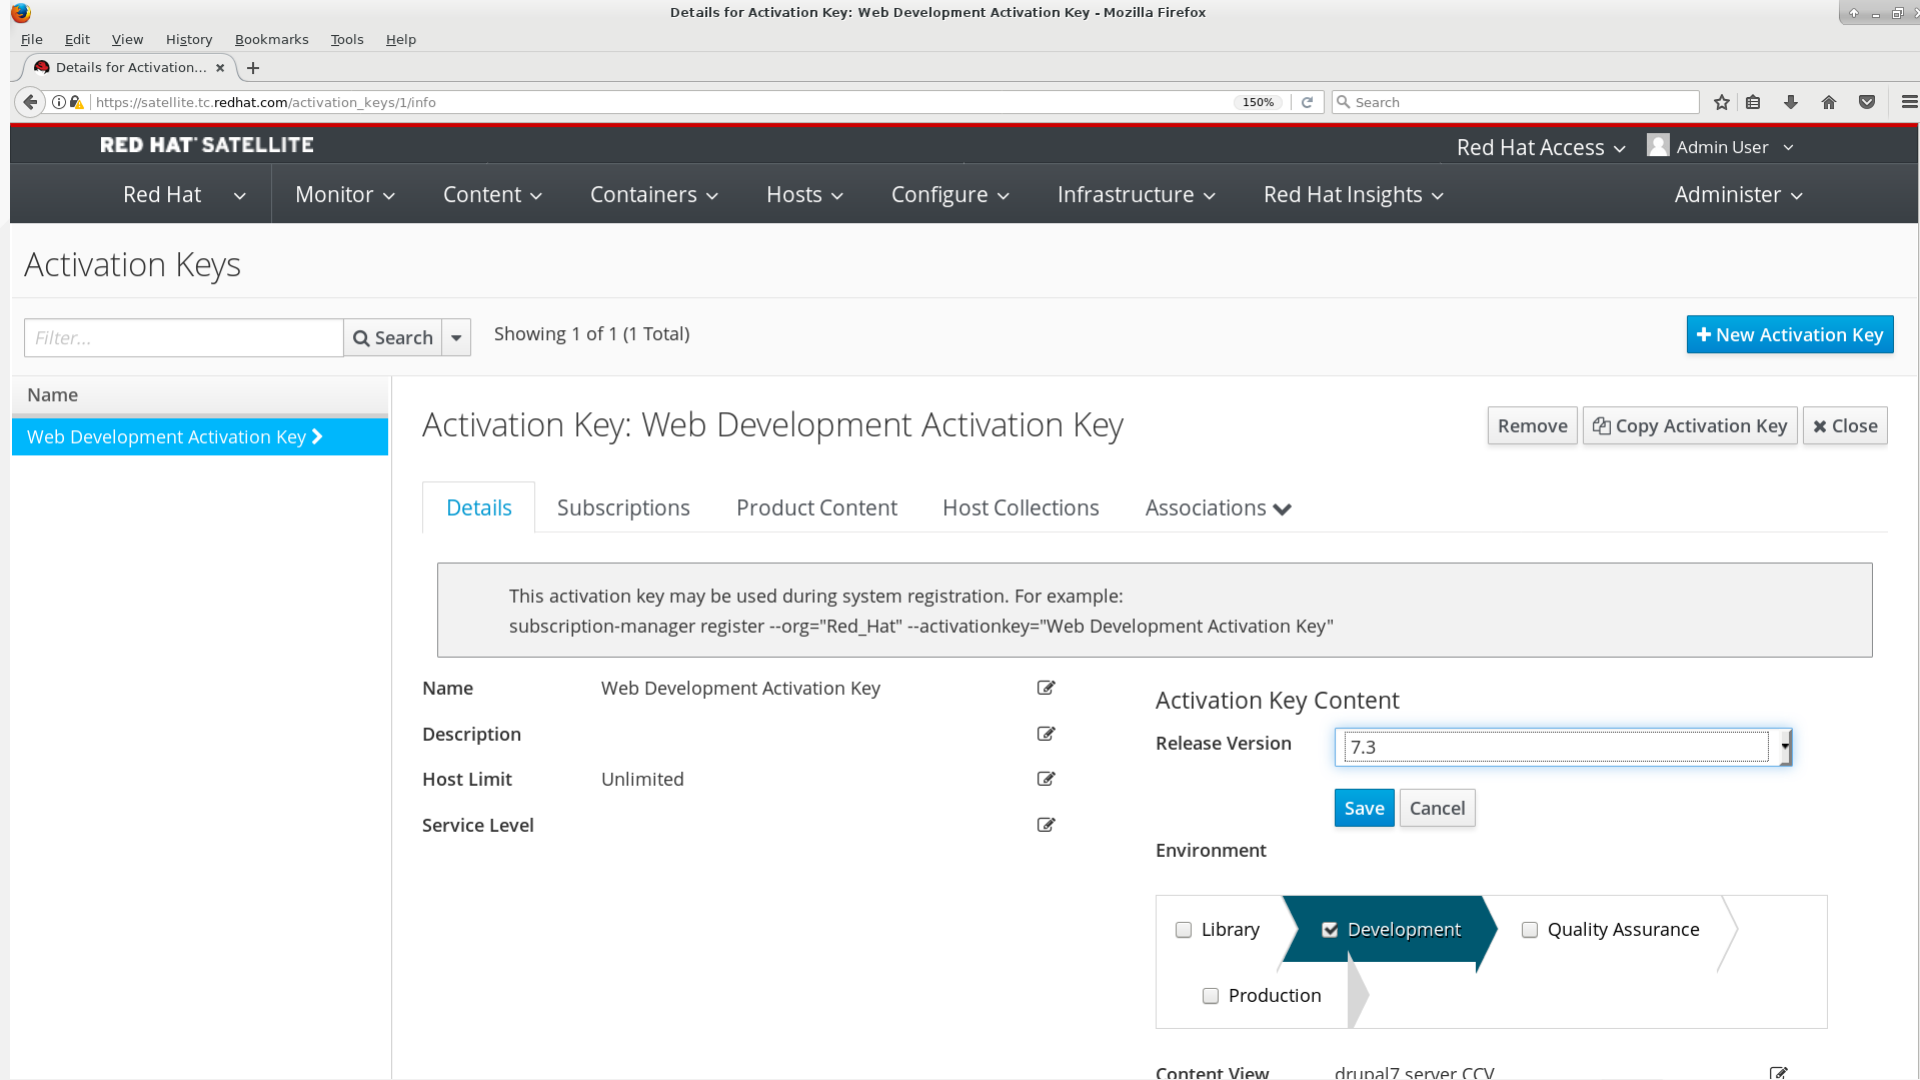 Details for Activation Key: Web Development Activation Key - Mozilla Firefox
File Edit View History Bookmarks Tools Help
Details for Activation...
https://satellite.tc.redhat.com/activation_keys/1/info 150% Search
RED HAT SATELLITE Red Hat Access Admin User
Red Hat Monitor Content Containers Hosts Configure Infrastructure Red Hat Insights Administer
Activation Keys
Filter... Search Showing 1 of 1 (1 Total) New Activation Key
Name
Web Development Activation Key
Activation Key: Web Development Activation Key Remove Copy Activation Key Close
Details Subscriptions Product Content Host Collections Associations
This activation key may be used during system registration. For example:
subscription-manager register --org="Red_Hat" --activationkey="Web Development Activation Key"
Name Web Development Activation Key
Description
Host Limit Unlimited
Service Level
Activation Key Content
Release Version 7.3
Save Cancel
Environment
Library Development Quality Assurance
Production
Content View drupal7 server CCV